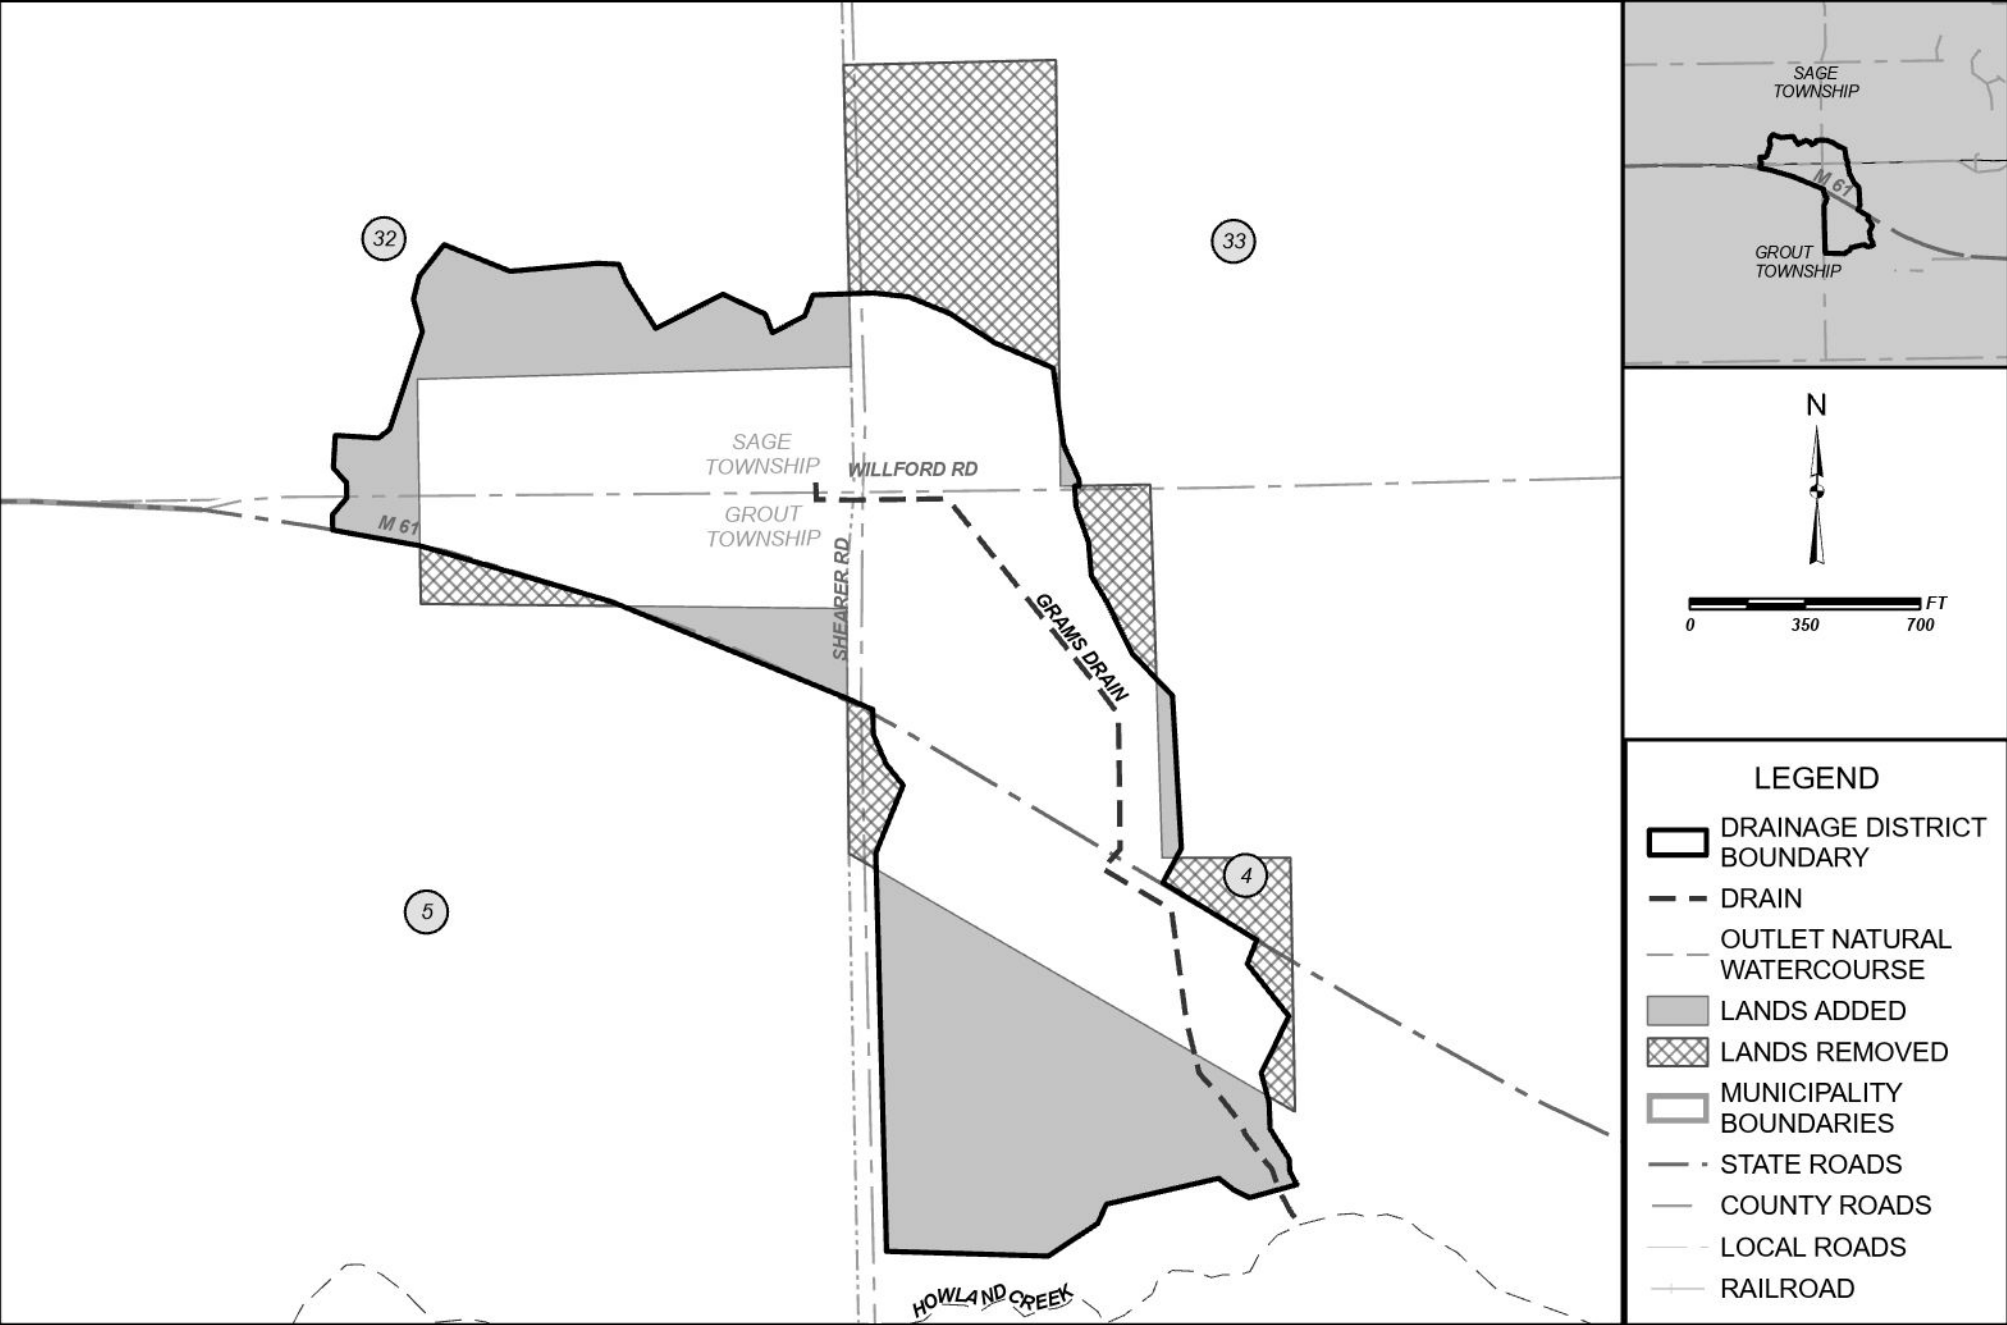 32
33
SAGE
TOWNSHIP
WILLFORD RD
GROUT
TOWNSHIP
M 61
SHEARER RD
GRAMS DRAIN
4
5
HOWLAND CREEK
SAGE
TOWNSHIP
M 61
GROUT
TOWNSHIP
N
FT
0 350 700
LEGEND
DRAINAGE DISTRICT
BOUNDARY
DRAIN
OUTLET NATURAL
WATERCOURSE
LANDS ADDED
LANDS REMOVED
MUNICIPALITY
BOUNDARIES
STATE ROADS
COUNTY ROADS
LOCAL ROADS
RAILROAD